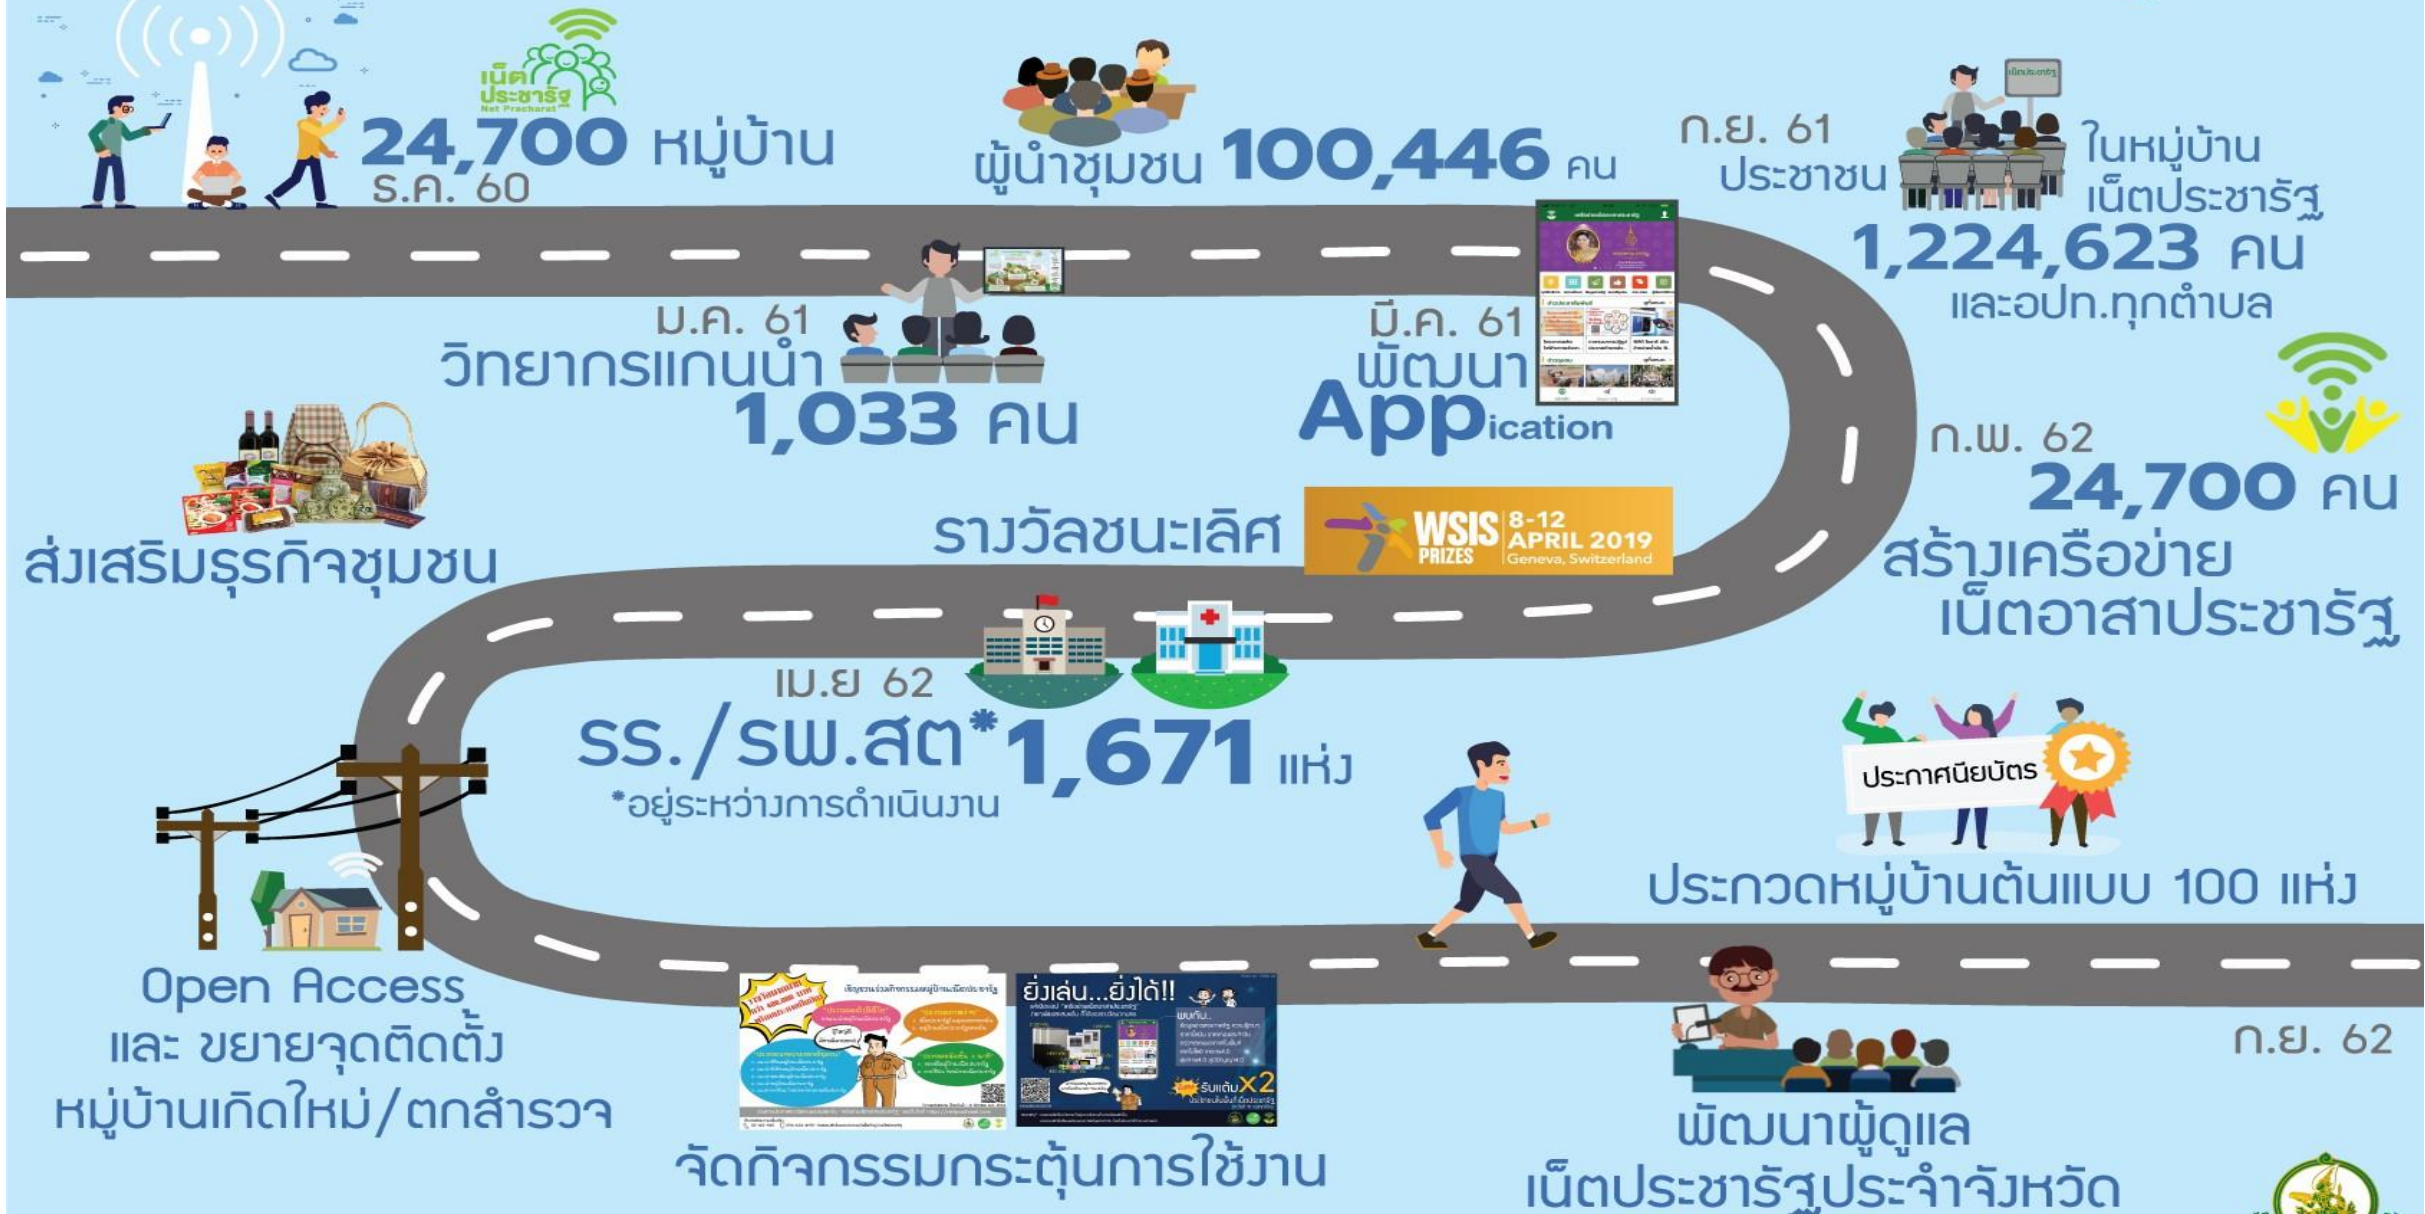 เน็ต
ประชารัฐ
Net Pracharat
24,700 หมู่บ้าน
ธ.ค. 60
ผู้นำชุมชน 100,446 คน
ก.ย. 61
ประชาชน
เน็ตประชารัฐ
ในหมู่บ้าน
เน็ตประชารัฐ
1,224,623 คน
และอปท.ทุกตำบล
ม.ค. 61
วิทยากรแกนนำ
1,033 คน
มี.ค. 61
พัฒนา
Appication
ก.พ. 62
24,700 คน
สร้างเครือข่าย
เน็ตอาสาประชารัฐ
ส่งเสริมธุรกิจชุมชน
รางวัลชนะเลิศ
WSIS
PRIZES
8-12
APRIL 2019
Geneva, Switzerland
เม.ย 62
รร./รพ.สต*1,671 แห่ง
*อยู่ระหว่างการดำเนินงาน
ประกาศนียบัตร
ประกวดหมู่บ้านต้นแบบ 100 แห่ง
Open Access
และ ขยายจุดติดตั้ง
หมู่บ้านเกิดใหม่/ตกสำรวจ
ยิ่งเล่น...ยิ่งได้!!
พบกับ..
รับแต้มX2
จัดกิจกรรมกระตุ้นการใช้งาน
ก.ย. 62
พัฒนาผู้ดูแล
เน็ตประชารัฐประจำจังหวัด